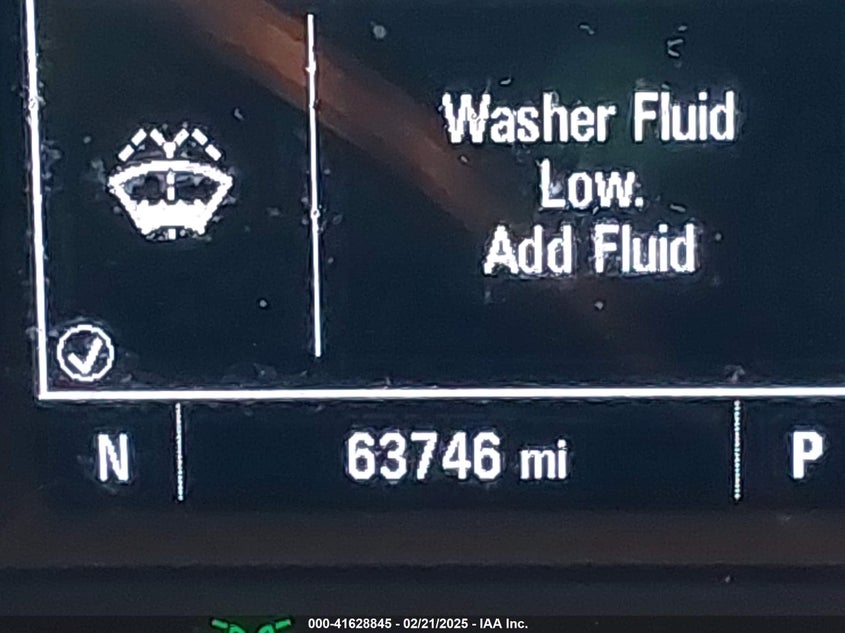 Washer Fluid
Low.
Add Fluid
N 63746 mi P
000-41628845 - 02/21/2025 - IAA Inc.